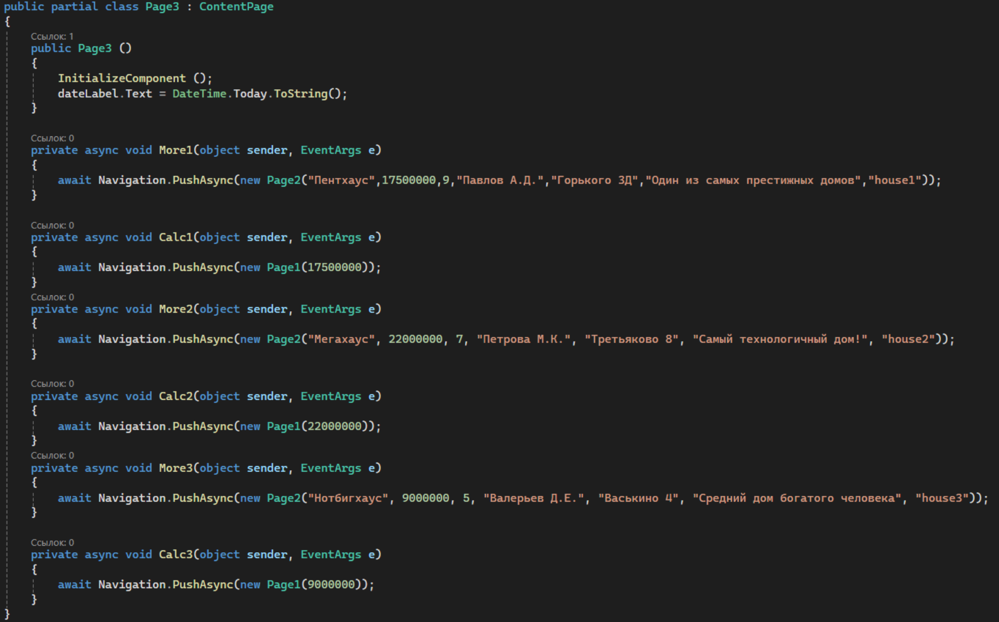 public partial class Page3 : ContentPage
{
Ссылок: 1
public Page3 ()
{
InitializeComponent ();
dateLabel.Text = DateTime.Today.ToString();
}
Ссылок: 0
private async void More1(object sender, EventArgs e)
{
await Navigation.PushAsync(new Page2("Пентхаус",17500000,9,"Павлов А.Д.","Горького 3Д","Один из самых престижных домов","house1"));
}
Ссылок: 0
private async void Calc1(object sender, EventArgs e)
{
await Navigation.PushAsync(new Page1(17500000));
}
Ссылок: 0
private async void More2(object sender, EventArgs e)
{
await Navigation.PushAsync(new Page2("Мегахаус", 22000000, 7, "Петрова М.К.", "Третьяково 8", "Самый технологичный дом!", "house2"));
}
Ссылок: 0
private async void Calc2(object sender, EventArgs e)
{
await Navigation.PushAsync(new Page1(22000000));
}
Ссылок: 0
private async void More3(object sender, EventArgs e)
{
await Navigation.PushAsync(new Page2("Нотбигхаус", 9000000, 5, "Валерьев Д.Е.", "Васькино 4", "Средний дом богатого человека", "house3"));
}
Ссылок: 0
private async void Calc3(object sender, EventArgs e)
{
await Navigation.PushAsync(new Page1(9000000));
}
}